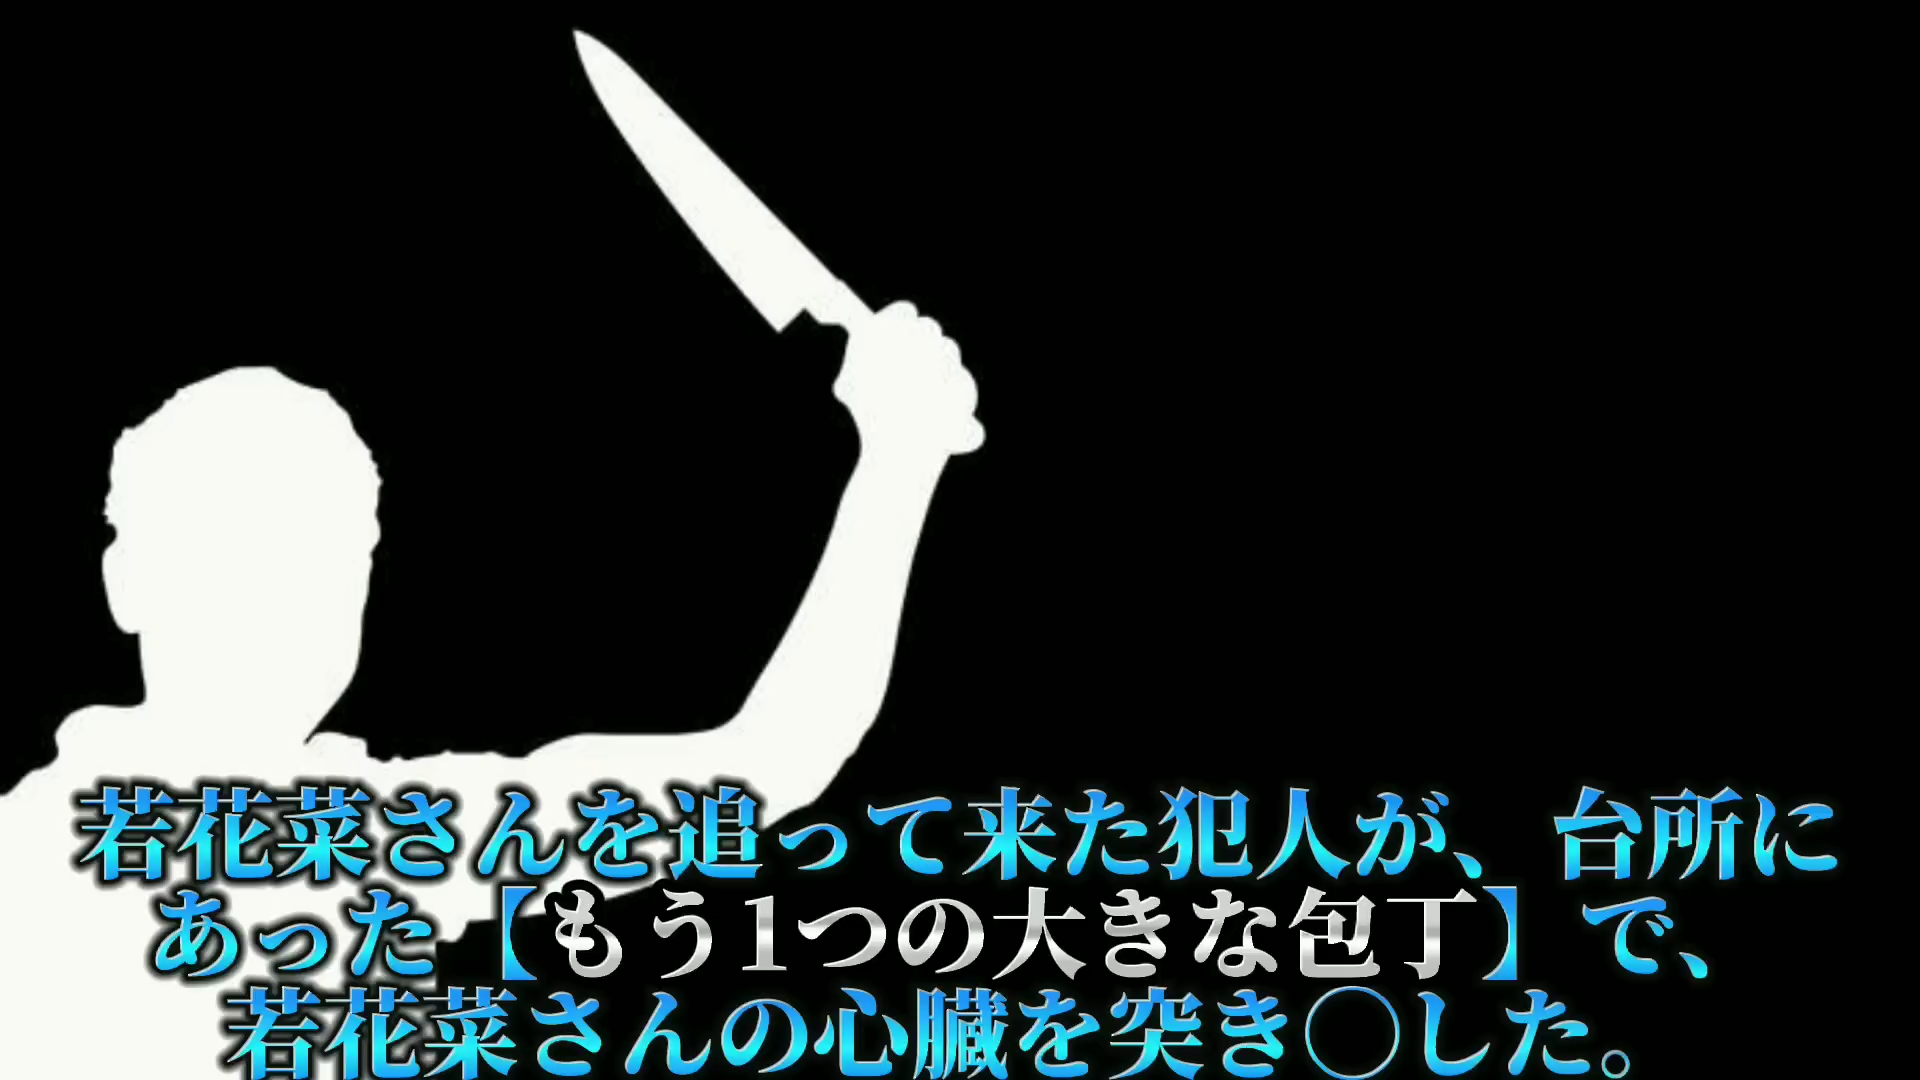 若花菜さんを追って来た犯人が、台所に
あった【もう1つの大きな包丁】で、
若花菜さんの心臓を突き◯した。